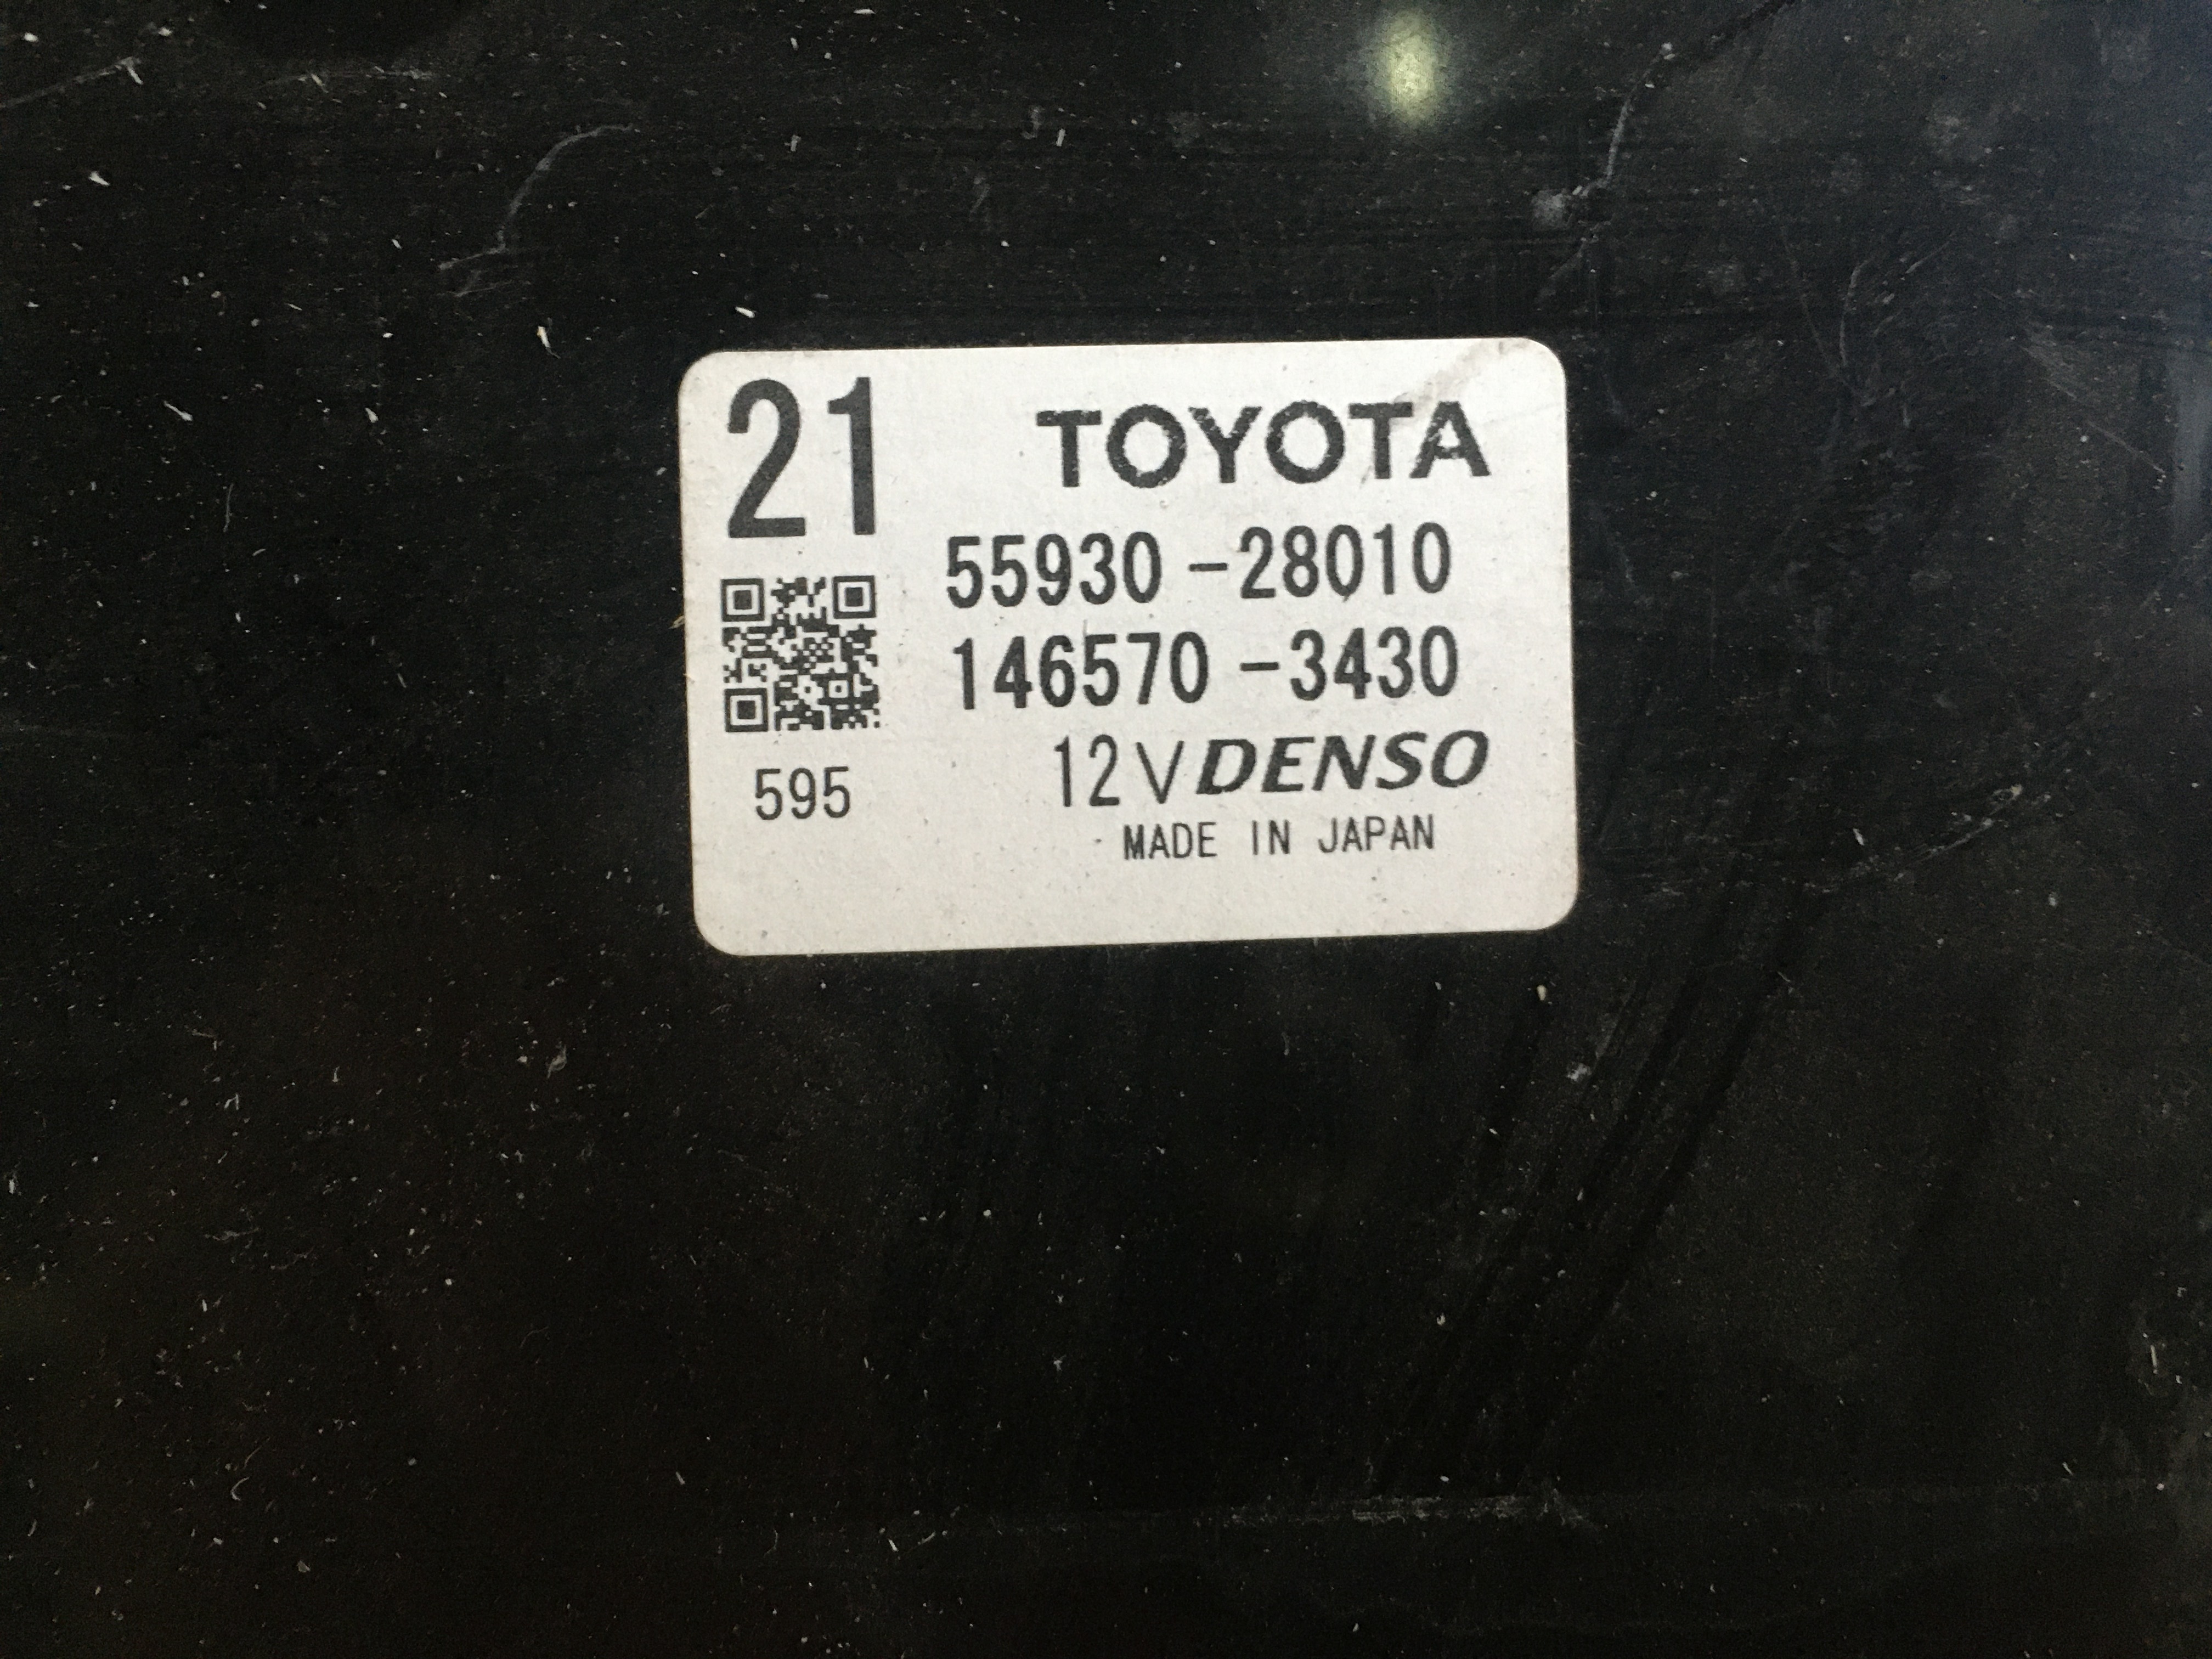 21
TOYOTA
55930-28010
146570-3430
12V DENSO
MADE IN JAPAN
595